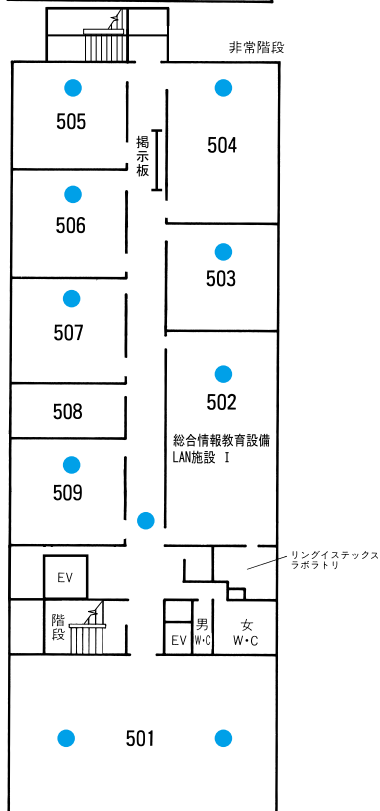 非常階段
505
504
掲示板
506
503
507
502
508
総合情報教育設備
LAN施設 I
509
リングイステックス
ラボラトリ
EV
階段
EV
男
W・C
女
W・C
501